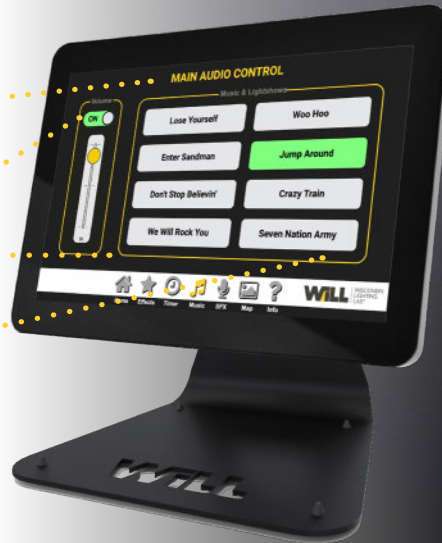 MAIN AUDIO CONTROL
Volume
ON
Music & Lightshows
Lose Yourself
Woo Hoo
Enter Sandman
Jump Around
Don't Stop Believin'
Crazy Train
We Will Rock You
Seven Nation Army
Home Effects Timer Music SFX Map Info
WiLL WISCONSIN
LIGHTING
LAB
WiLL